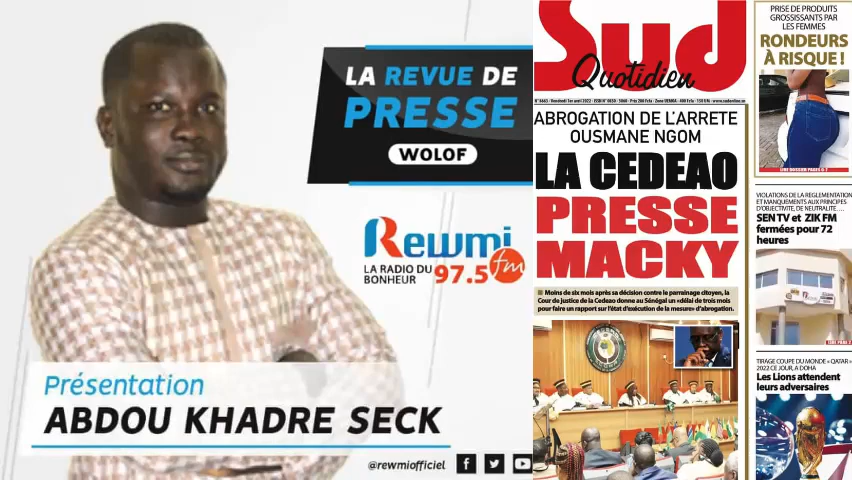 LA REVUE DE
PRESSE
WOLOF
Rewmi fm
LA RADIO DU
BONHEUR
97.5
Présentation
ABDOU KHADRE SECK
@rewmiofficiel
Sud
Quotidien
ABROGATION DE L'ARRETE
OUSMANE NGOM
LA CEDEAO
PRESSE
MACKY
Moins de six mois après sa décision contre le parrainage citoyen, la
Cour de justice de la Cedeao donne au Sénégal un «délai de trois mois
pour faire un rapport sur l'état d'exécution de la mesure» d'abrogation.
PRISE DE PRODUITS
GROSSISSANTS PAR
LES FEMMES
RONDEURS
À RISQUE !
LIRE DOSSIER PAGES 6-7
VIOLATIONS DE LA REGLEMENTATION
ET MANQUEMENTS AUX PRINCIPES
D'OBJECTIVITE, DE NEUTRALITE. . . .
SEN TV et ZIK FM
fermées pour 72
heures
TIRAGE COUPE DU MONDE « QATAR »
2022 CE JOUR, A DOHA
Les Lions attendent
leurs adversaires